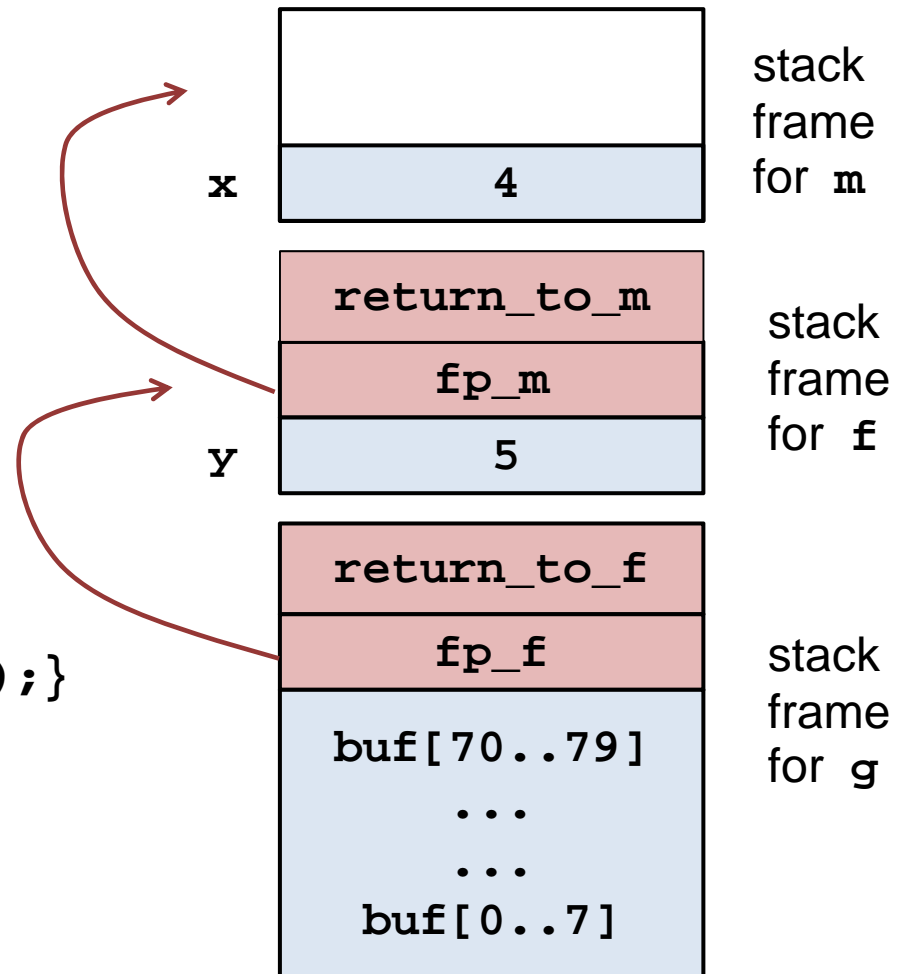 stack
frame
for m
x 4
return_to_m
fp_m
stack
frame
for f
y 5
return_to_f
fp_f
);}
stack
frame
for g
buf[70..79]
...
...
buf[0..7]